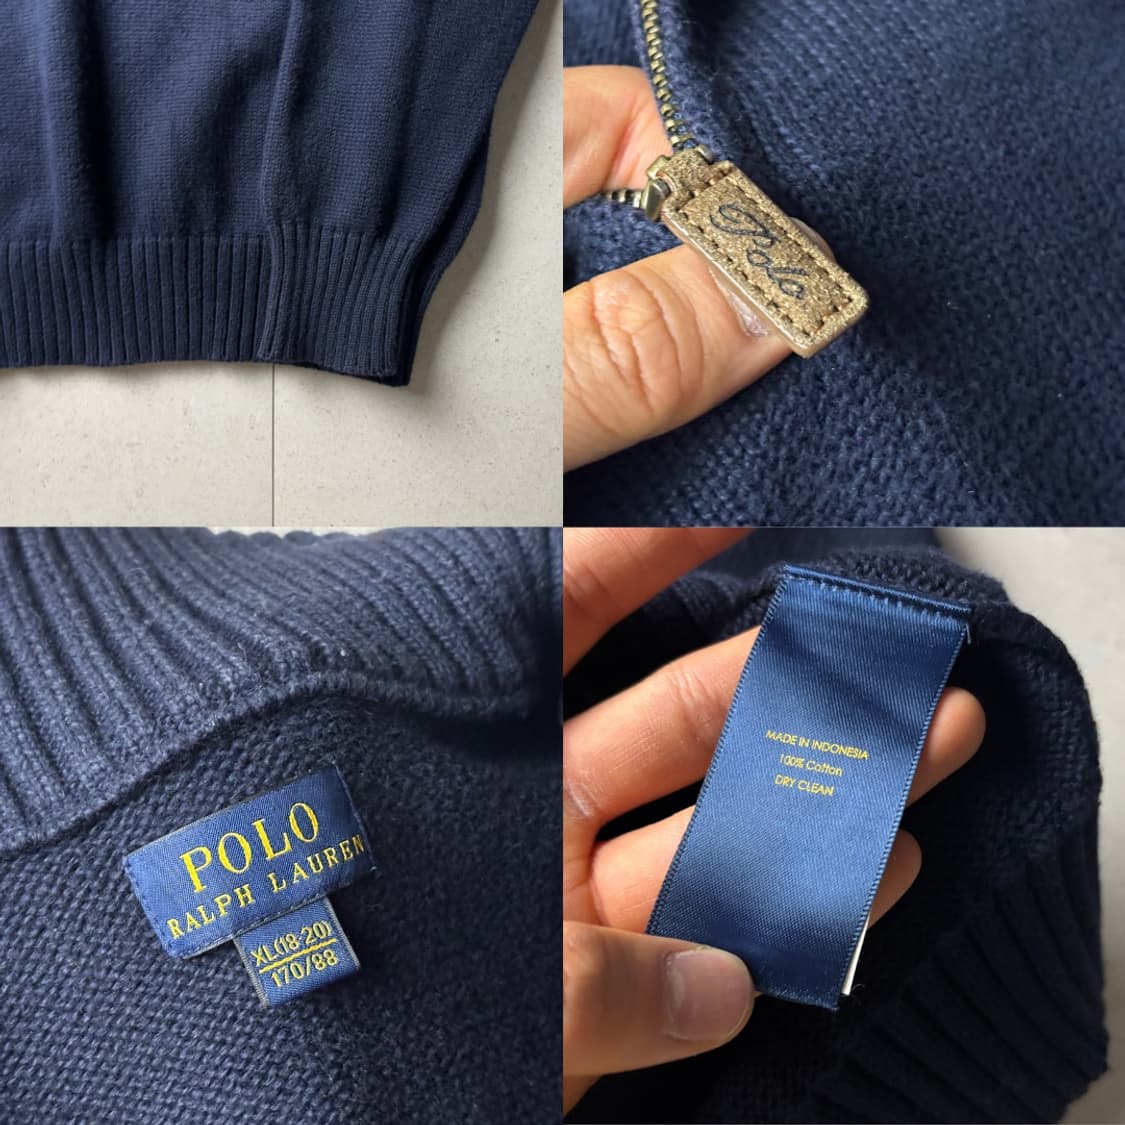 Polo
POLO
RALPH LAUREN
XL(18-20)
170/88
MADE IN INDONESIA
100% Cotton
DRY CLEAN